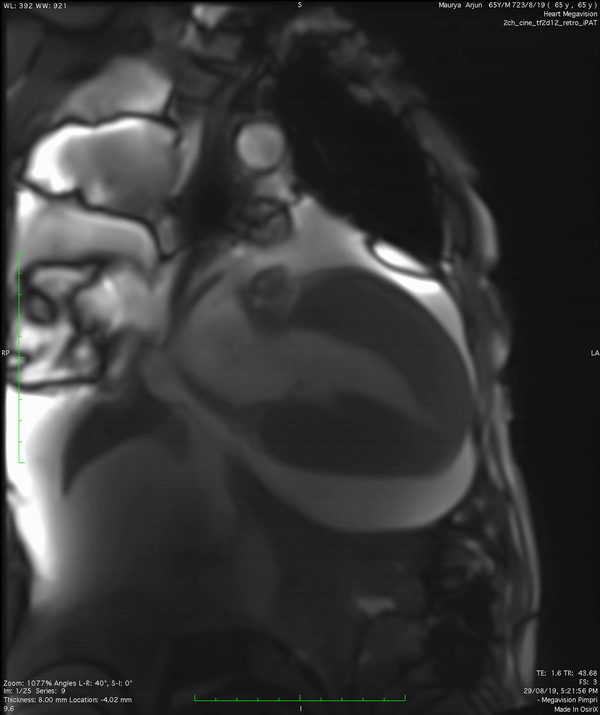 WL: 392 WW: 921
S
Maurya Arjun 65Y/M 723/8/19 ( 65 y , 65 y )
Heart Megavision
2ch_cine_tf2d12_retro_iPAT
RP
LA
Zoom: 1077% Angles L-R: 40°, S-I: 0°
Im: 1/25 Series: 9
Thickness: 8.00 mm Location: -4.02 mm
9.6
I
TE: 1.6 TR: 43.68
FS: 3
29/08/19, 5:21:56 PM
- Megavision Pimpri
Made In OsiriX